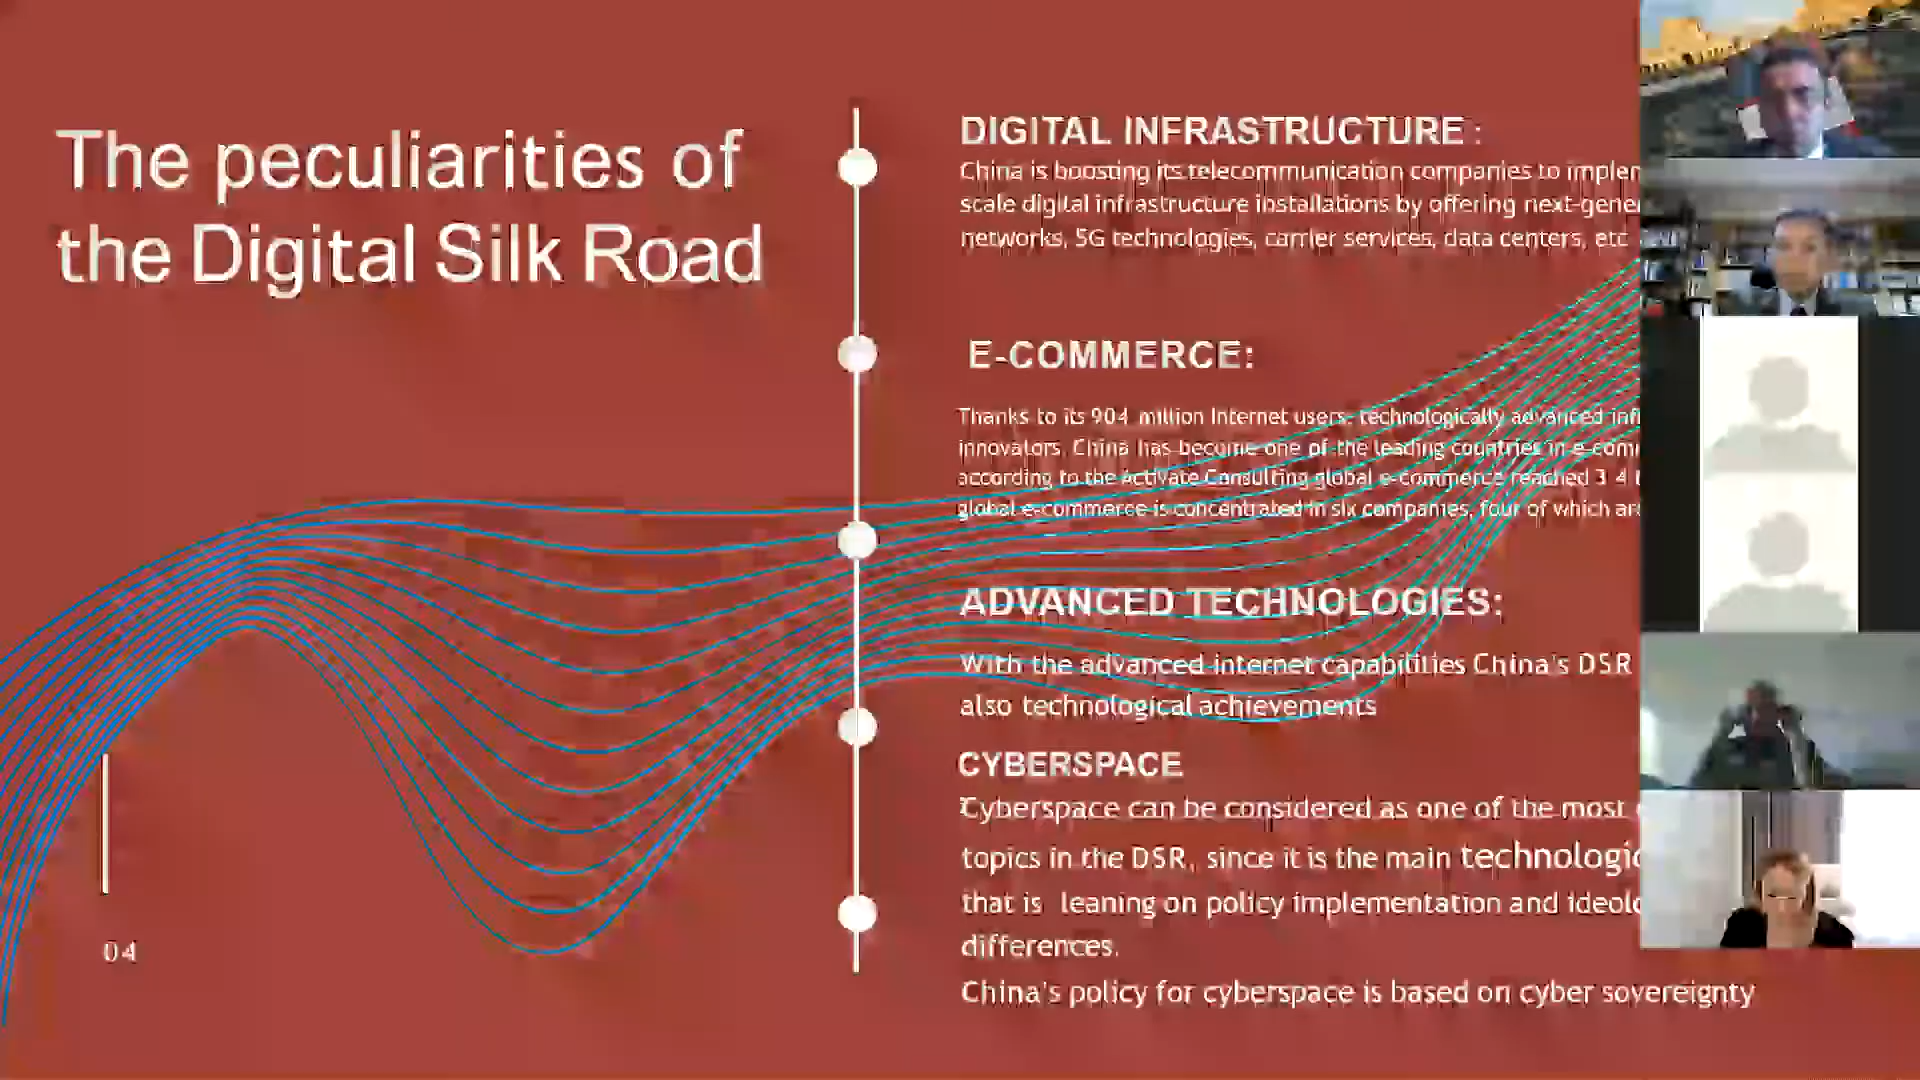 The peculiarities of
the Digital Silk Road
04
DIGITAL INFRASTRUCTURE:
China is boosting its telecommunication companies to
scale digital infrastructure installations by offering
networks, 5G technologies, carrier services, data centers, etc
E-COMMERCE:
Thanks to its 904 million Internet users, technologically advanced
innovators, China has become one of the leading countries in
according to the Activate Consulting global e-commerce reached 3.4
global e-commerce is concentrated in six companies, four of which
ADVANCED TECHNOLOGIES:
With the advanced internet capabilities China's DSR
also technological achievements
CYBERSPACE
Cyberspace can be considered as one of the most
topics in the DSR, since it is the main
that is leaning on policy implementation and
differences.
China's policy for cyberspace is based on cyber sovereignty